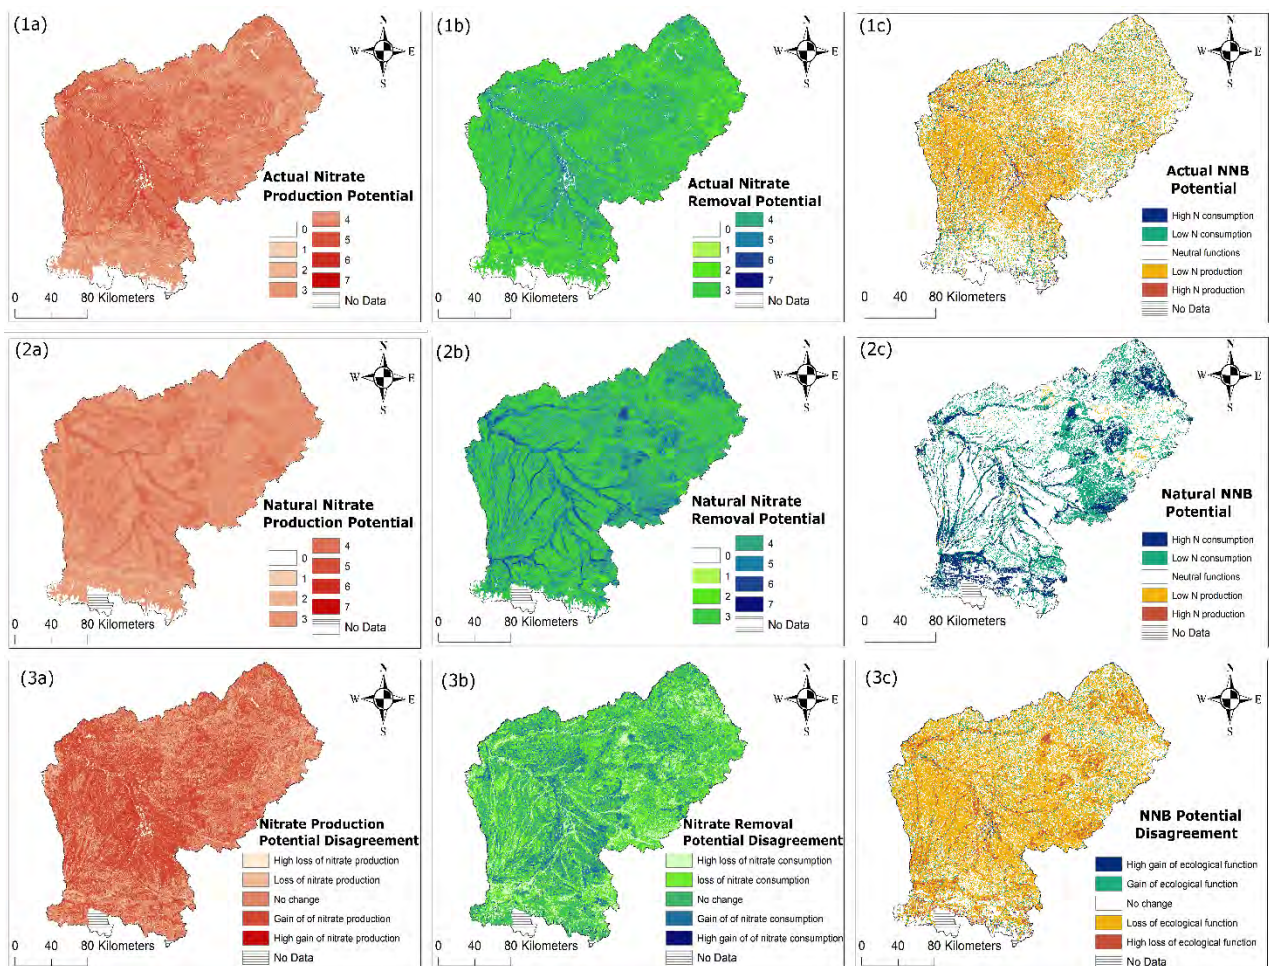 (1a)
N
W
E
S
Actual Nitrate
Production Potential
0
1
2
3
4
5
6
7
No Data
0 40 80 Kilometers
(1b)
N
W
E
S
Actual Nitrate
Removal Potential
0
1
2
3
4
5
6
7
No Data
0 40 80 Kilometers
(1c)
N
W
E
S
Actual NNB
Potential
High N consumption
Low N consumption
Neutral functions
Low N production
High N production
No Data
0 40 80 Kilometers
(2a)
N
W
E
S
Natural Nitrate
Production Potential
0
1
2
3
4
5
6
7
No Data
0 40 80 Kilometers
(2b)
N
W
E
S
Natural Nitrate
Removal Potential
0
1
2
3
4
5
6
7
No Data
0 40 80 Kilometers
(2c)
N
W
E
S
Natural NNB
Potential
High N consumption
Low N consumption
Neutral functions
Low N production
High N production
No Data
0 40 80 Kilometers
(3a)
N
W
E
S
Nitrate Production
Potential Disagreement
High loss of nitrate production
Loss of nitrate production
No change
Gain of of nitrate production
High gain of nitrate production
No Data
0 40 80 Kilometers
(3b)
N
W
E
S
Nitrate Removal
Potential Disagreement
High loss of nitrate consumption
loss of nitrate consumption
No change
Gain of of nitrate consumption
High gain of of nitrate consumption
No Data
0 40 80 Kilometers
(3c)
N
W
E
S
NNB Potential
Disagreement
High gain of ecological function
Gain of ecological function
No change
Loss of ecological function
High loss of ecological function
No Data
0 40 80 Kilometers